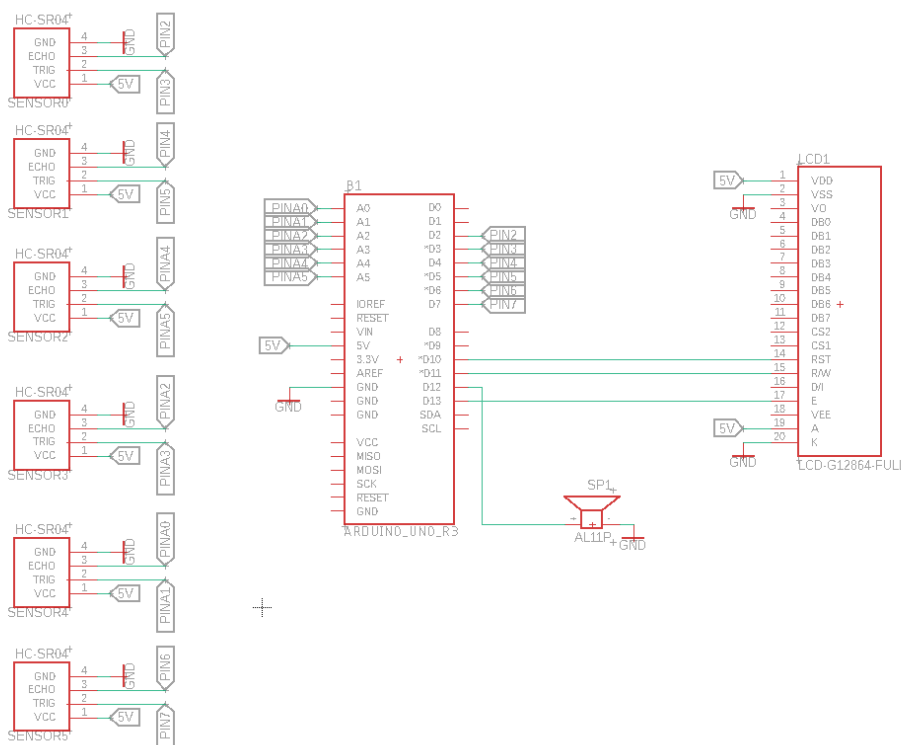 HC-SR04
GND 4 GND PIN2
ECHO 3
TRIG 2
VCC 1 5V PIN3
SENSOR0
HC-SR04
GND 4 GND PIN4
ECHO 3
TRIG 2
VCC 1 5V PIN5
SENSOR1
HC-SR04
GND 4 GND PINA4
ECHO 3
TRIG 2
VCC 1 5V PINA5
SENSOR2
HC-SR04
GND 4 GND PINA2
ECHO 3
TRIG 2
VCC 1 5V PINA3
SENSOR3
HC-SR04
GND 4 GND PINA0
ECHO 3
TRIG 2
VCC 1 5V PINA1
SENSOR4
HC-SR04
GND 4 GND PIN6
ECHO 3
TRIG 2
VCC 1 5V PIN7
SENSOR5
B1
PINA0 A0 D0
PINA1 A1 D1
PINA2 A2 D2 PIN2
PINA3 A3 *D3 PIN3
PINA4 A4 D4 PIN4
PINA5 A5 *D5 PIN5
*D6 PIN6
IOREF D7 PIN7
RESET
VIN D8
5V 5V *D9
3.3V *D10
AREF *D11
GND D12
GND
GND D13
GND SDA
SCL
VCC
MISO
MOSI
SCK
RESET
GND
ARDUINO_UNO_R3
SP1
AL11P
GND
LCD1
5V 1 VDD
2 VSS
GND
3 VO
4 DB0
5 DB1
6 DB2
7 DB3
8 DB4
9 DB5
10 DB6
11 DB7
12 CS2
13 CS1
14 RST
15 R/W
16 D/I
17 E
18 VEE
5V 19 A
20 K
GND
LCD-G12864-FULL